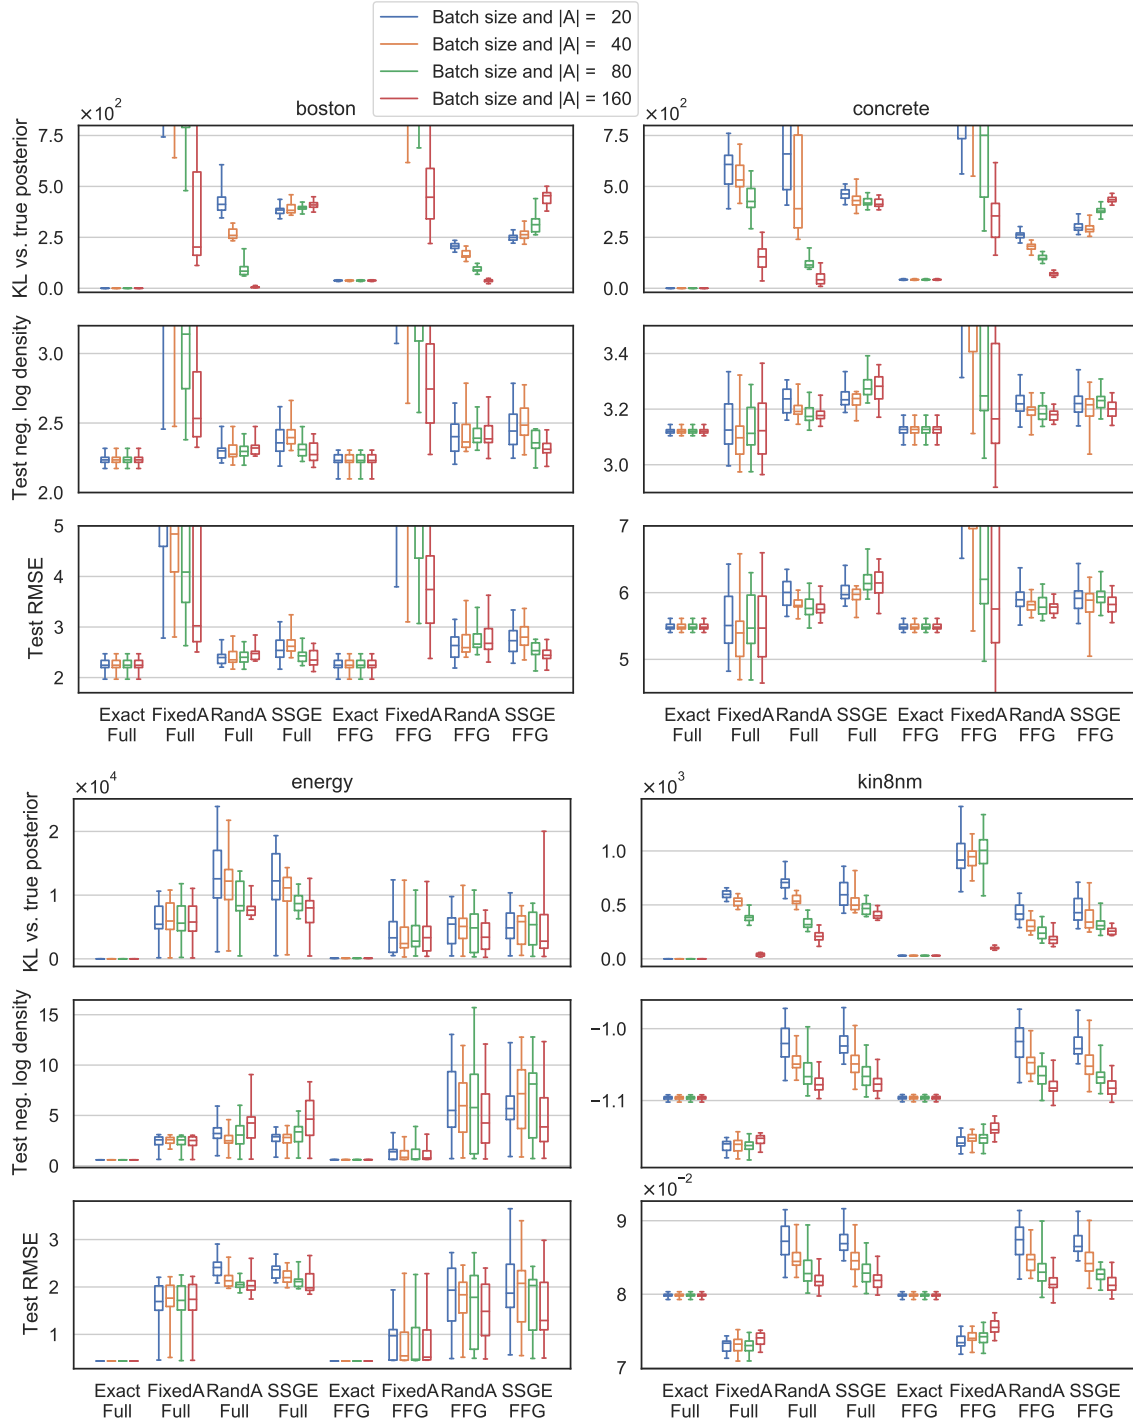 Batch size and |A| = 20
Batch size and |A| = 40
Batch size and |A| = 80
Batch size and |A| = 160
×10²
boston
KL vs. true posterior
7.5
5.0
2.5
0.0
Test neg. log density
3.0
2.5
2.0
Test RMSE
5
4
3
2
Exact Full
FixedA Full
RandA Full
SSGE Full
Exact FFG
FixedA FFG
RandA FFG
SSGE FFG
×10²
concrete
7.5
5.0
2.5
0.0
3.4
3.2
3.0
7
6
5
Exact Full
FixedA Full
RandA Full
SSGE Full
Exact FFG
FixedA FFG
RandA FFG
SSGE FFG
×10⁴
energy
KL vs. true posterior
2
1
0
Test neg. log density
15
10
5
0
Test RMSE
3
2
1
Exact Full
FixedA Full
RandA Full
SSGE Full
Exact FFG
FixedA FFG
RandA FFG
SSGE FFG
×10³
kin8nm
1.0
0.5
0.0
−1.0
−1.1
×10⁻²
9
8
7
Exact Full
FixedA Full
RandA Full
SSGE Full
Exact FFG
FixedA FFG
RandA FFG
SSGE FFG